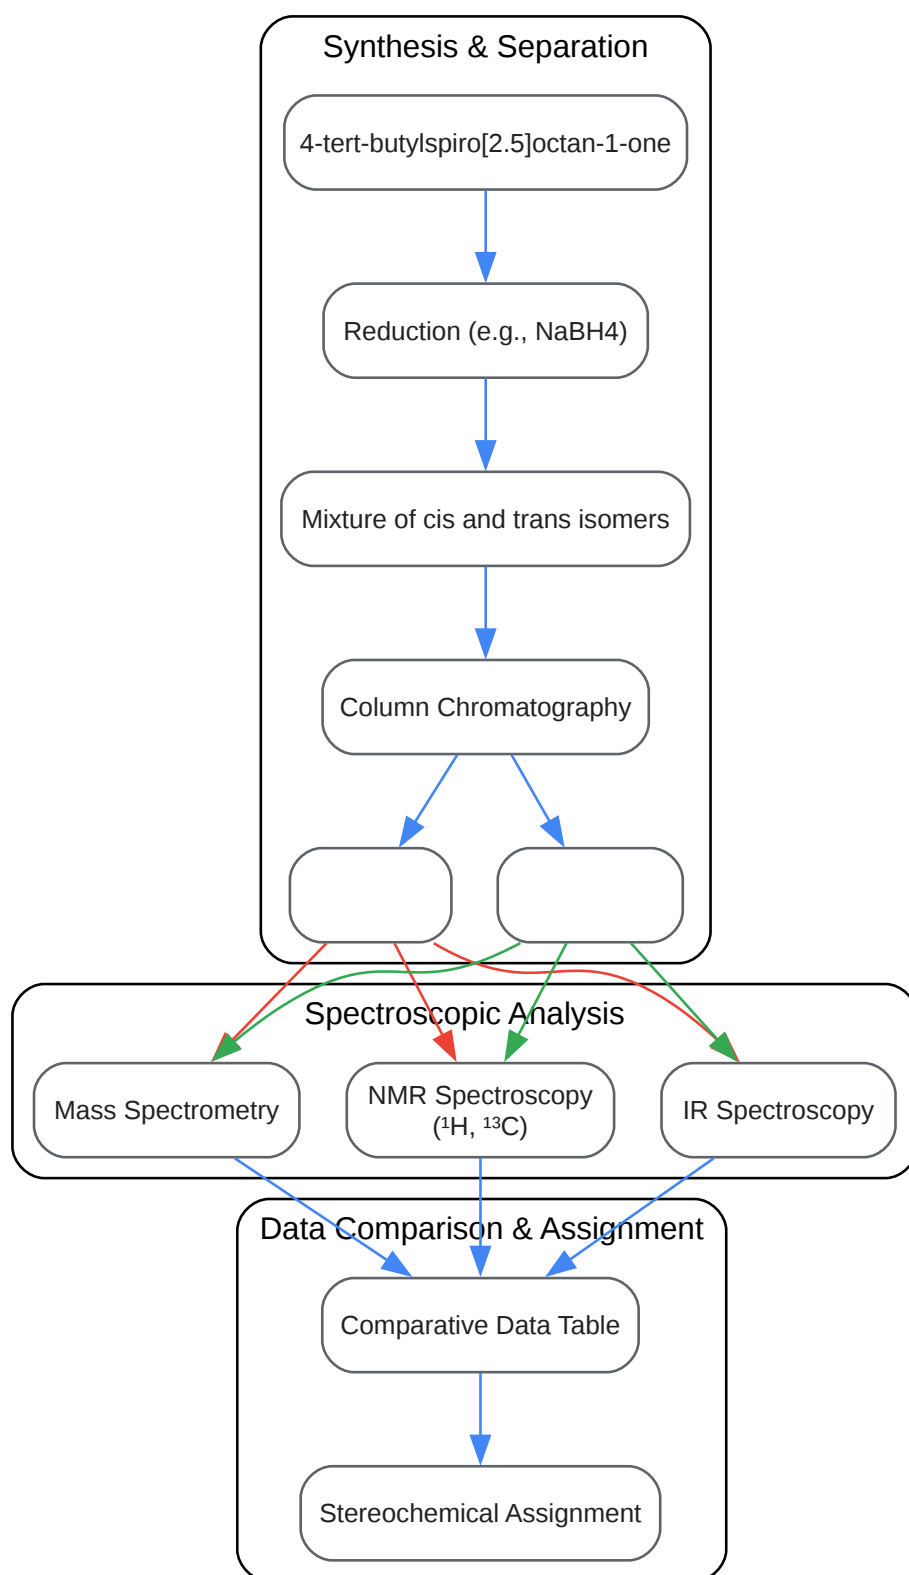 Synthesis & Separation
4-tert-butylspiro[2.5]octan-1-one
Reduction (e.g., NaBH4)
Mixture of cis and trans isomers
Column Chromatography
Spectroscopic Analysis
Mass Spectrometry
NMR Spectroscopy
(¹H, ¹³C)
IR Spectroscopy
Data Comparison & Assignment
Comparative Data Table
Stereochemical Assignment